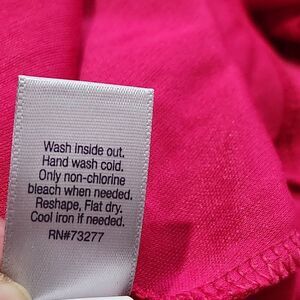 Wash inside out.
Hand wash cold.
Only non-chlorine
bleach when needed.
Reshape, Flat dry.
Cool iron if needed.
RN#73277